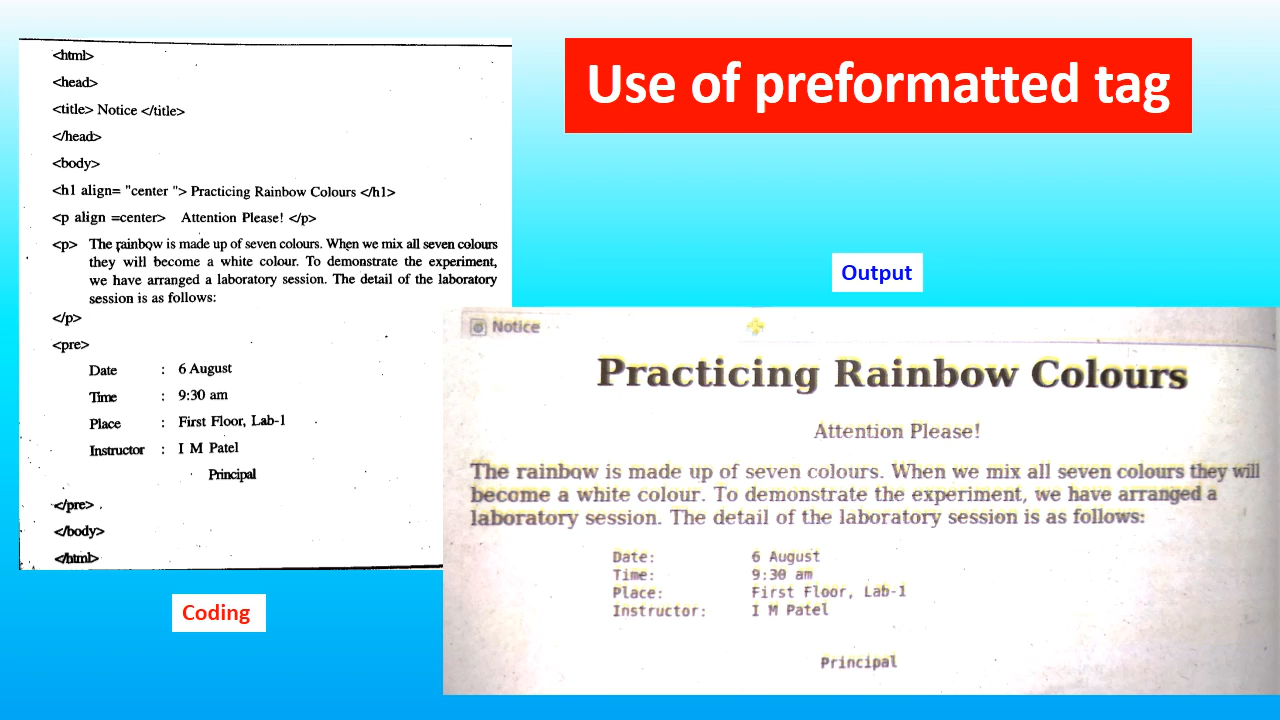 Use of preformatted tag
<html>
<head>
<title> Notice </title>
</head>
<body>
<h1 align= "center "> Practicing Rainbow Colours </h1>
<p align =center> Attention Please! </p>
<p> The rainbow is made up of seven colours. When we mix all seven colours
they will become a white colour. To demonstrate the experiment,
we have arranged a laboratory session. The detail of the laboratory
session is as follows:
</p>
<pre>
Date : 6 August
Time : 9:30 am
Place : First Floor, Lab-1
Instructor : I M Patel
Principal
</pre>
</body>
</html>
Coding
Output
Notice
Practicing Rainbow Colours
Attention Please!
The rainbow is made up of seven colours. When we mix all seven colours they will
become a white colour. To demonstrate the experiment, we have arranged a
laboratory session. The detail of the laboratory session is as follows:
Date: 6 August
Time: 9:30 am
Place: First Floor, Lab-1
Instructor: I M Patel
Principal